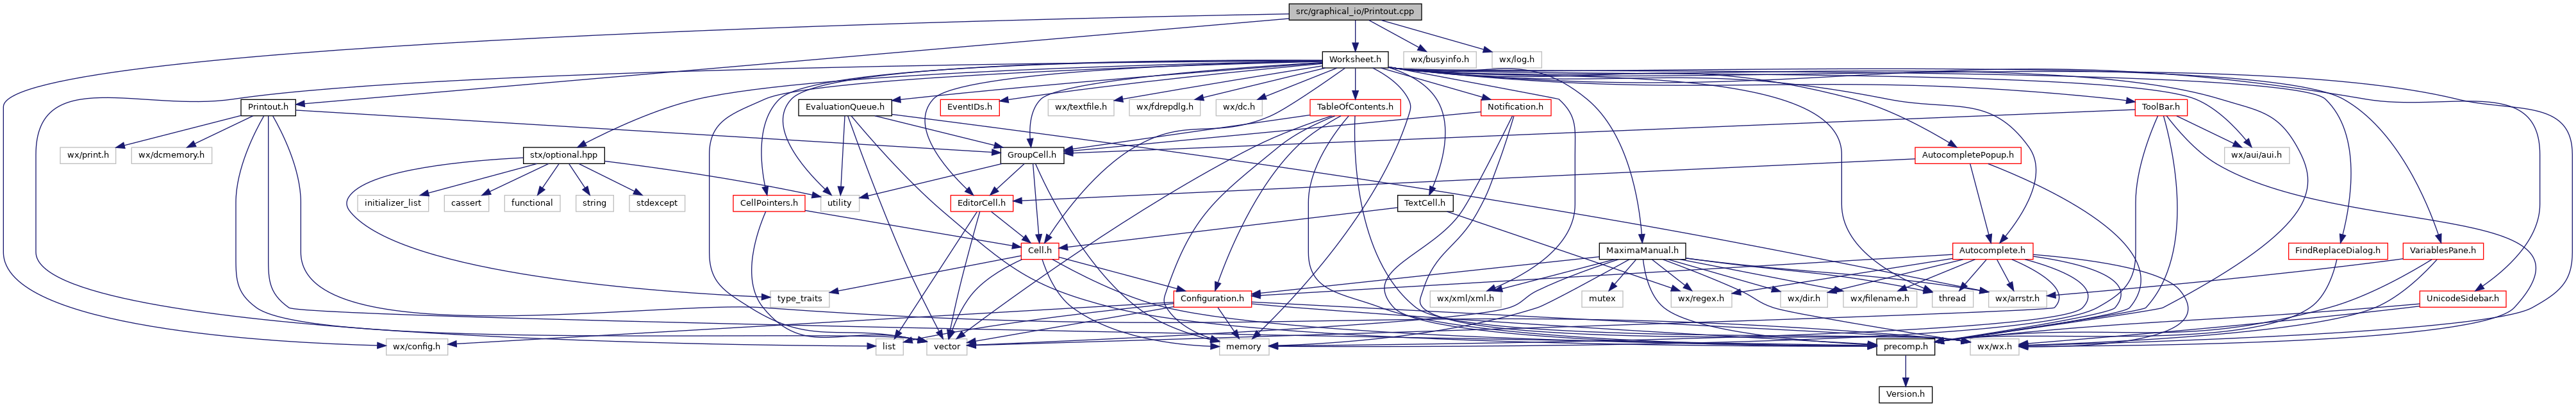 src/graphical_io/Printout.cpp
Worksheet.h
wx/busyinfo.h
wx/log.h
Printout.h
EvaluationQueue.h
EventIDs.h
wx/textfile.h
wx/fdrepdlg.h
wx/dc.h
TableOfContents.h
Notification.h
ToolBar.h
wx/print.h
wx/dcmemory.h
stx/optional.hpp
GroupCell.h
AutocompletePopup.h
wx/aui/aui.h
initializer_list
cassert
functional
string
stdexcept
CellPointers.h
utility
EditorCell.h
TextCell.h
Cell.h
MaximaManual.h
Autocomplete.h
FindReplaceDialog.h
VariablesPane.h
type_traits
Configuration.h
wx/xml/xml.h
mutex
wx/regex.h
wx/dir.h
wx/filename.h
thread
wx/arrstr.h
UnicodeSidebar.h
wx/config.h
list
vector
memory
precomp.h
wx/wx.h
Version.h